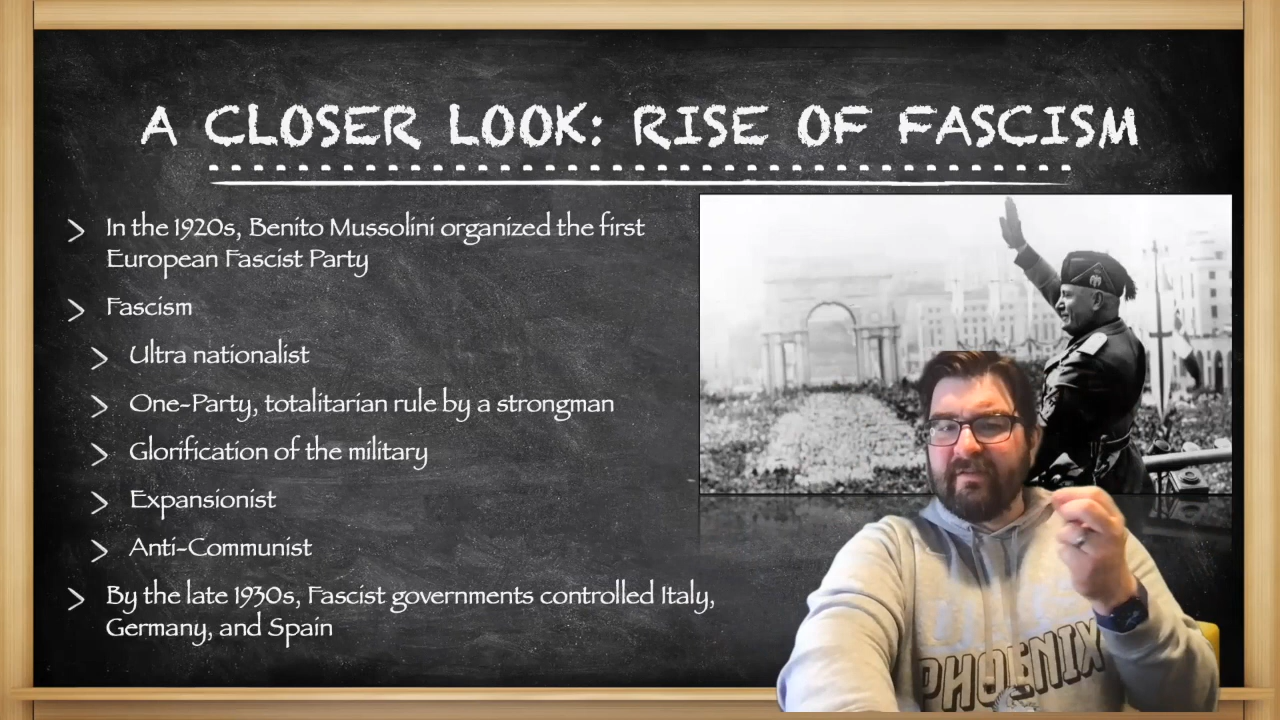 A CLOSER LOOK: RISE OF FASCISM
In the 1920s, Benito Mussolini organized the first
European Fascist Party
Fascism
Ultra nationalist
One-Party, totalitarian rule by a strongman
Glorification of the military
Expansionist
Anti-Communist
By the late 1930s, Fascist governments controlled Italy,
Germany, and Spain
PHOENIX